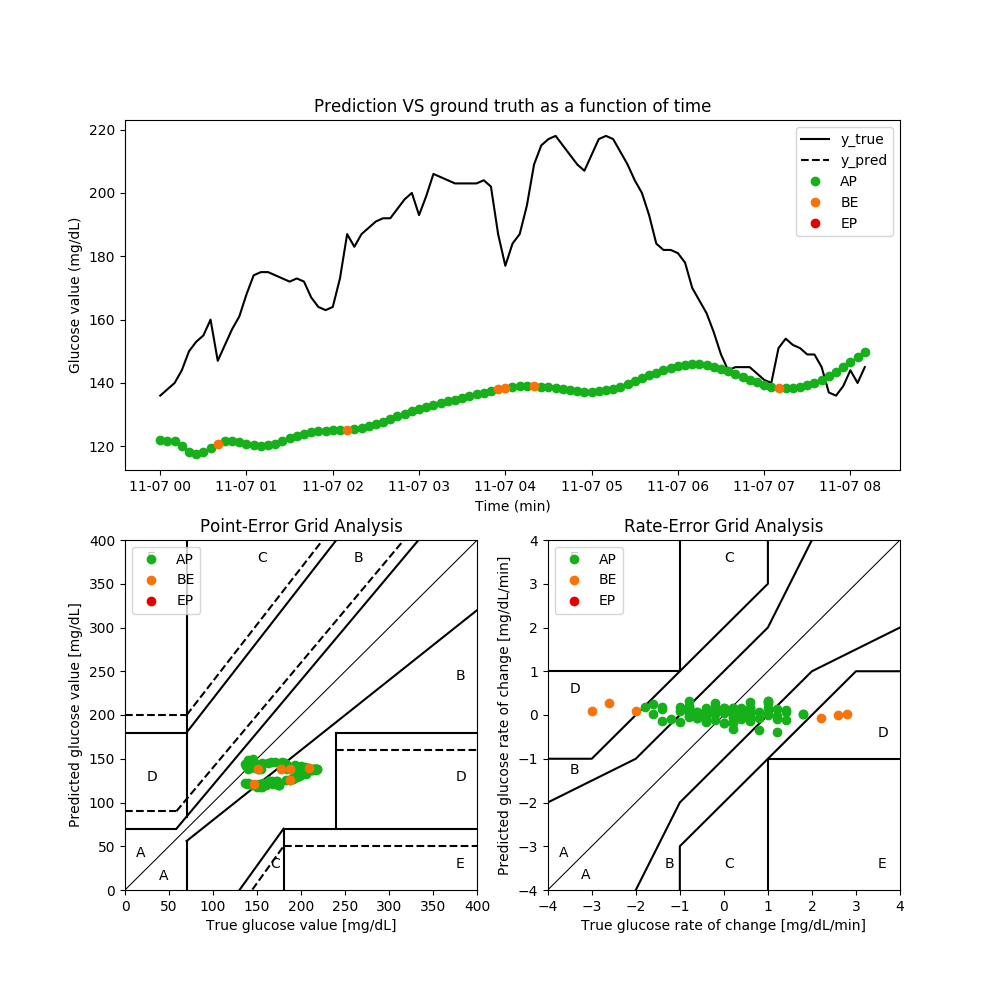 Prediction VS ground truth as a function of time
Glucose value (mg/dL)
220
200
180
160
140
120
y_true
y_pred
AP
BE
EP
11-07 00 11-07 01 11-07 02 11-07 03 11-07 04 11-07 05 11-07 06 11-07 07 11-07 08
Time (min)
Point-Error Grid Analysis
Predicted glucose value [mg/dL]
400
350
300
250
200
150
100
50
0
AP
BE
EP
C B
B
D D
A
A
C E
0 50 100 150 200 250 300 350 400
True glucose value [mg/dL]
Rate-Error Grid Analysis
Predicted glucose rate of change [mg/dL/min]
4
3
2
1
0
−1
−2
−3
−4
AP
BE
EP
C
D
D
B
A
A
B C E
−4 −3 −2 −1 0 1 2 3 4
True glucose rate of change [mg/dL/min]